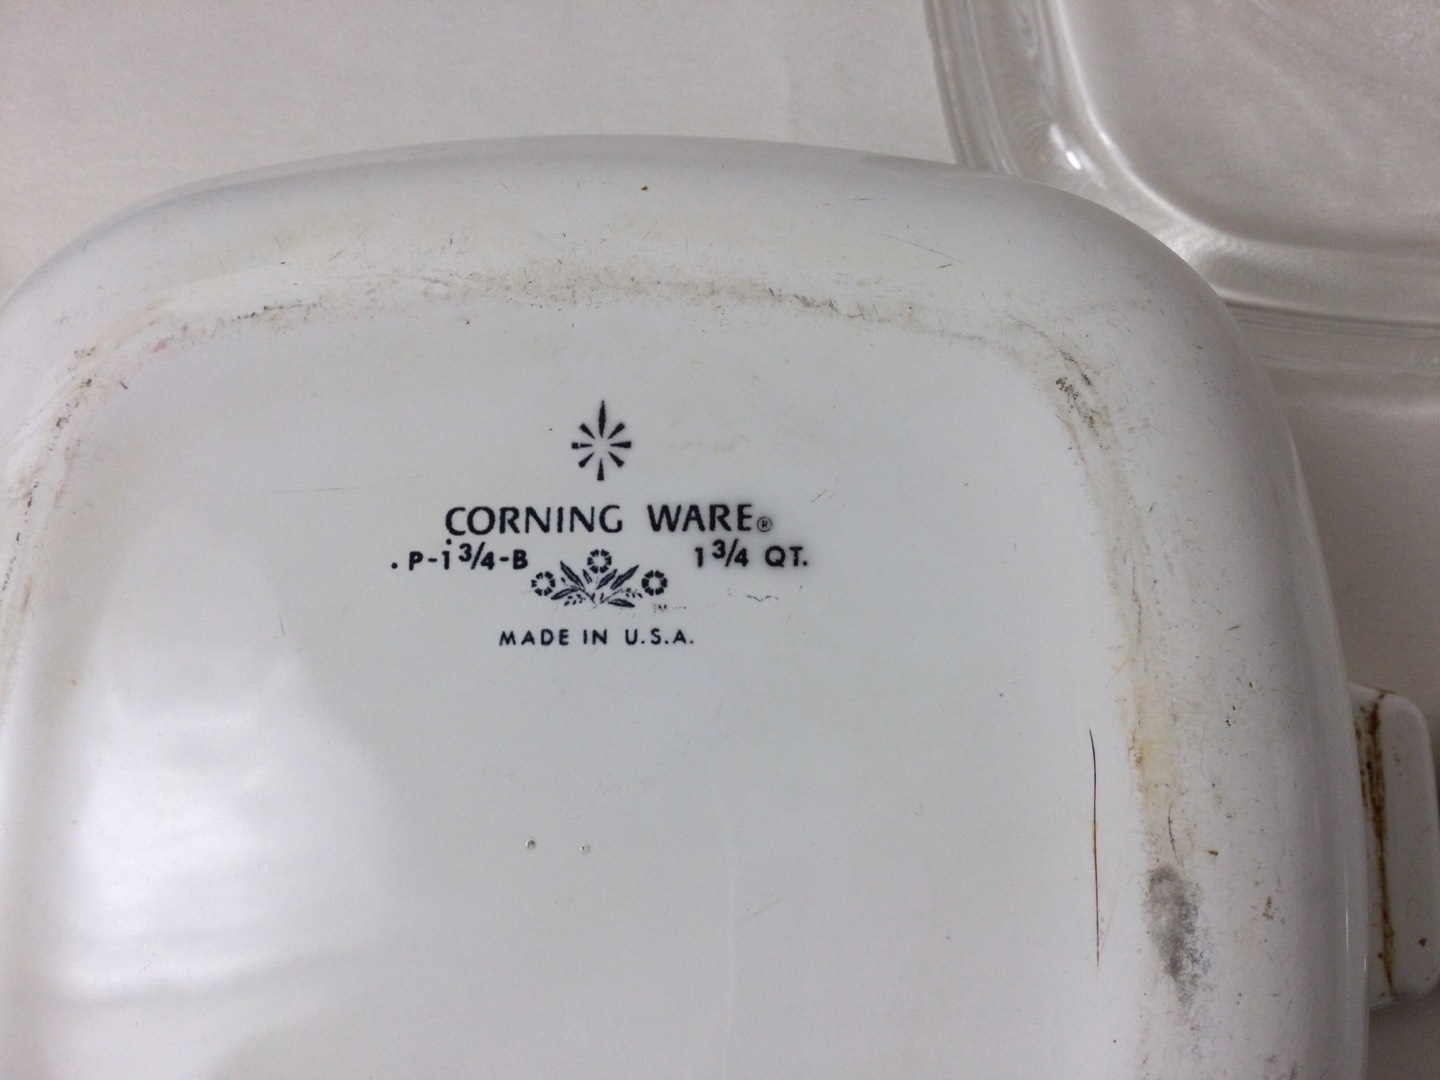 CORNING WARE®
. P-1 3/4-B 1 3/4 QT.
MADE IN U.S.A.